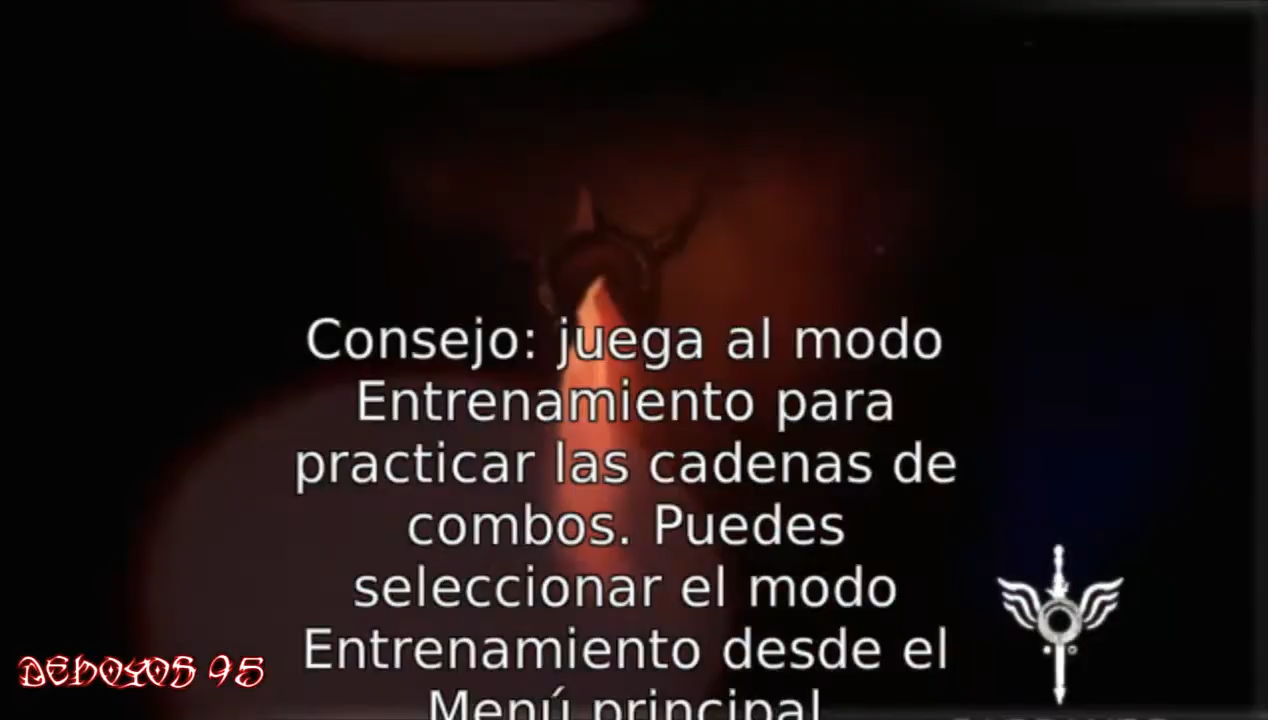 Consejo: juega al modo
Entrenamiento para
practicar las cadenas de
combos. Puedes
seleccionar el modo
Entrenamiento desde el
Menú principal
DEHOYOS 95